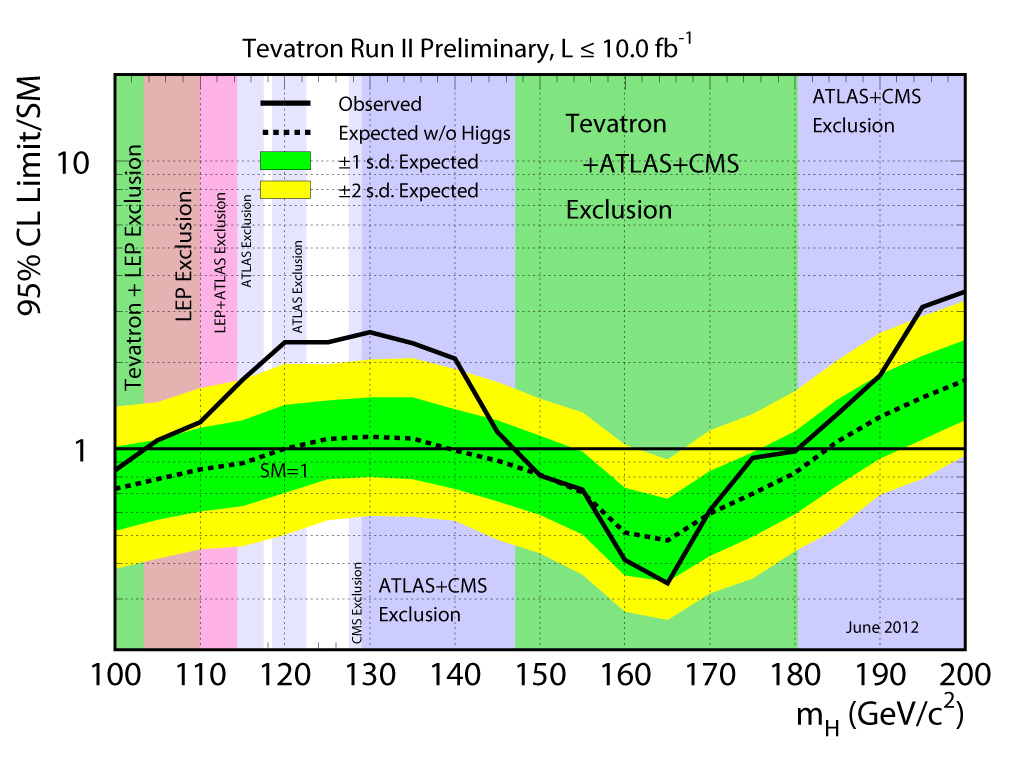 Tevatron Run II Preliminary, L ≤ 10.0 fb⁻¹
95% CL Limit/SM
10
1
Observed
Expected w/o Higgs
±1 s.d. Expected
±2 s.d. Expected
Tevatron + LEP Exclusion
LEP Exclusion
LEP+ATLAS Exclusion
ATLAS Exclusion
ATLAS Exclusion
Tevatron
+ATLAS+CMS
Exclusion
ATLAS+CMS
Exclusion
SM=1
CMS Exclusion
ATLAS+CMS
Exclusion
June 2012
100 110 120 130 140 150 160 170 180 190 200
m_H (GeV/c²)